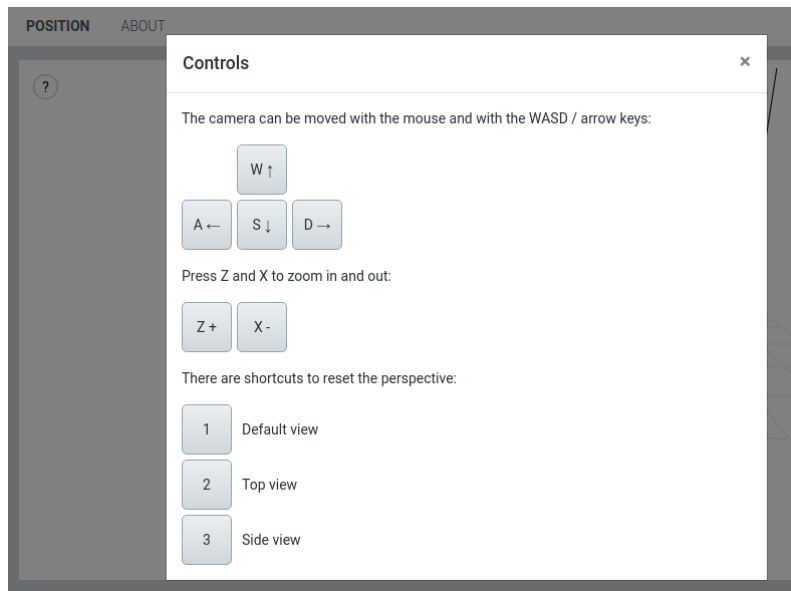 POSITION ABOUT
?
Controls ×
The camera can be moved with the mouse and with the WASD / arrow keys:
W ↑
A ← S ↓ D →
Press Z and X to zoom in and out:
Z + X -
There are shortcuts to reset the perspective:
1 Default view
2 Top view
3 Side view